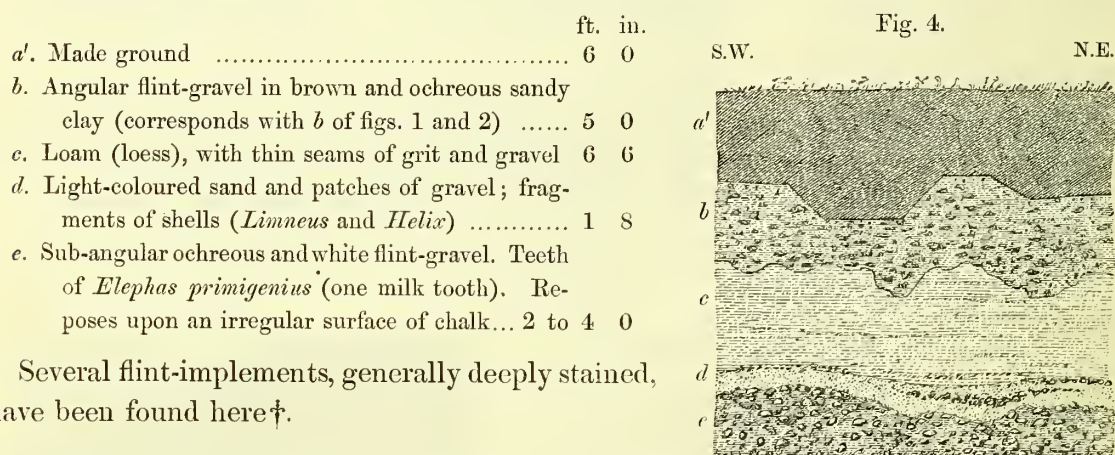 ft. in.
a'. Made ground ........................................ 6 0
b. Angular flint-gravel in brown and ochreous sandy
clay (corresponds with b of figs. 1 and 2) ...... 5 0
c. Loam (loess), with thin seams of grit and gravel 6 6
d. Light-coloured sand and patches of gravel; frag-
ments of shells (Limneus and Helix) ............ 1 8
e. Sub-angular ochreous and white flint-gravel. Teeth
of Elephas primigenius (one milk tooth). Re-
poses upon an irregular surface of chalk... 2 to 4 0
Several flint-implements, generally deeply stained,
ave been found here†.
Fig. 4.
S.W. N.E.
a'
b
c
d
e